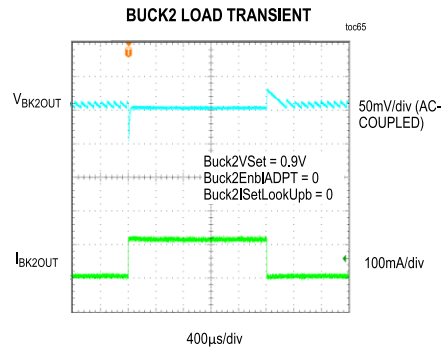 BUCK2 LOAD TRANSIENT
toc65
VBK2OUT
50mV/div (AC-
COUPLED)
Buck2VSet = 0.9V
Buck2EnblADPT = 0
Buck2ISetLookUpb = 0
IBK2OUT
100mA/div
400µs/div